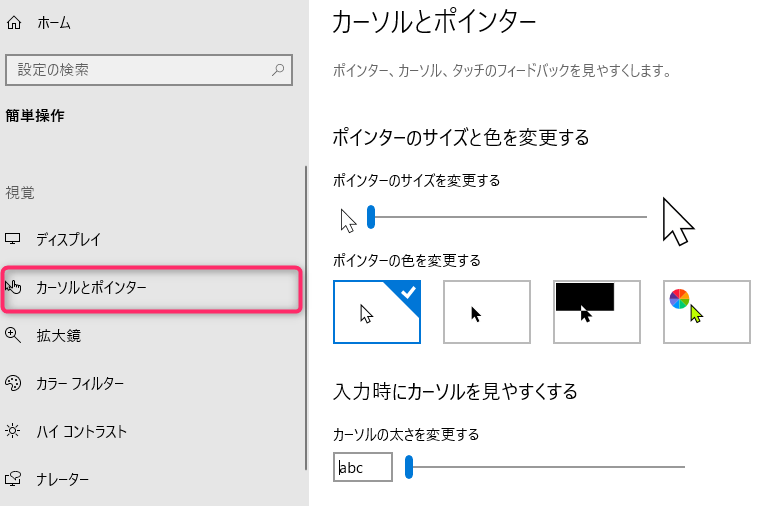 ホーム
設定の検索
簡単操作
視覚
ディスプレイ
カーソルとポインター
拡大鏡
カラー フィルター
ハイ コントラスト
ナレーター
カーソルとポインター
ポインター、カーソル、タッチのフィードバックを見やすくします。
ポインターのサイズと色を変更する
ポインターのサイズを変更する
ポインターの色を変更する
入力時にカーソルを見やすくする
カーソルの太さを変更する
abc